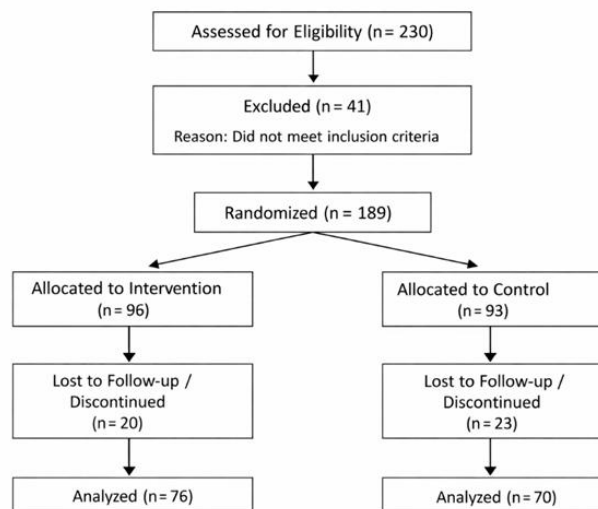 Assessed for Eligibility (n = 230)
Excluded (n = 41)
Reason: Did not meet inclusion criteria
Randomized (n = 189)
Allocated to Intervention
(n = 96)
Allocated to Control
(n = 93)
Lost to Follow-up /
Discontinued
(n = 20)
Lost to Follow-up /
Discontinued
(n = 23)
Analyzed (n = 76)
Analyzed (n = 70)